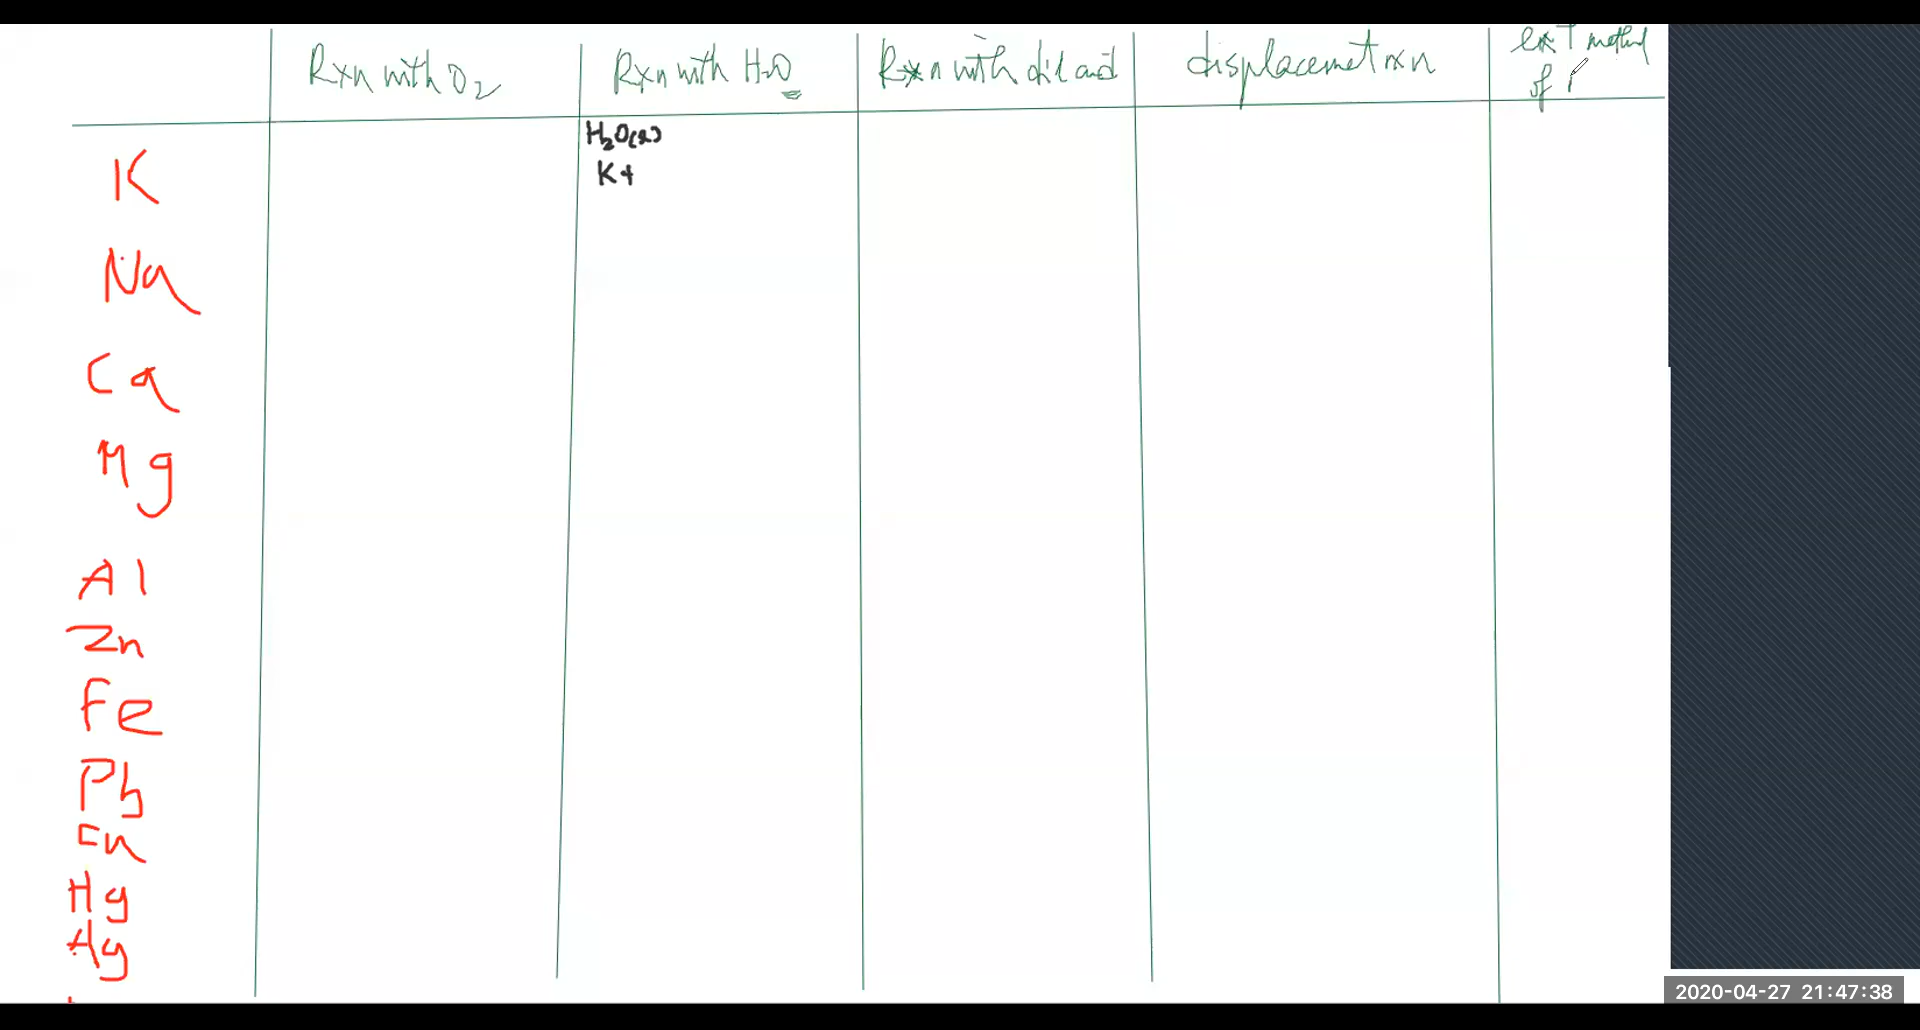 Rxn with O2
Rxn with H2O
Rxn with dil acid
displacemet rxn
ext method
of
H2O(l)
K+
K
Na
Ca
Mg
Al
Zn
Fe
Pb
Cu
Hg
Ag
2020-04-27 21:47:38